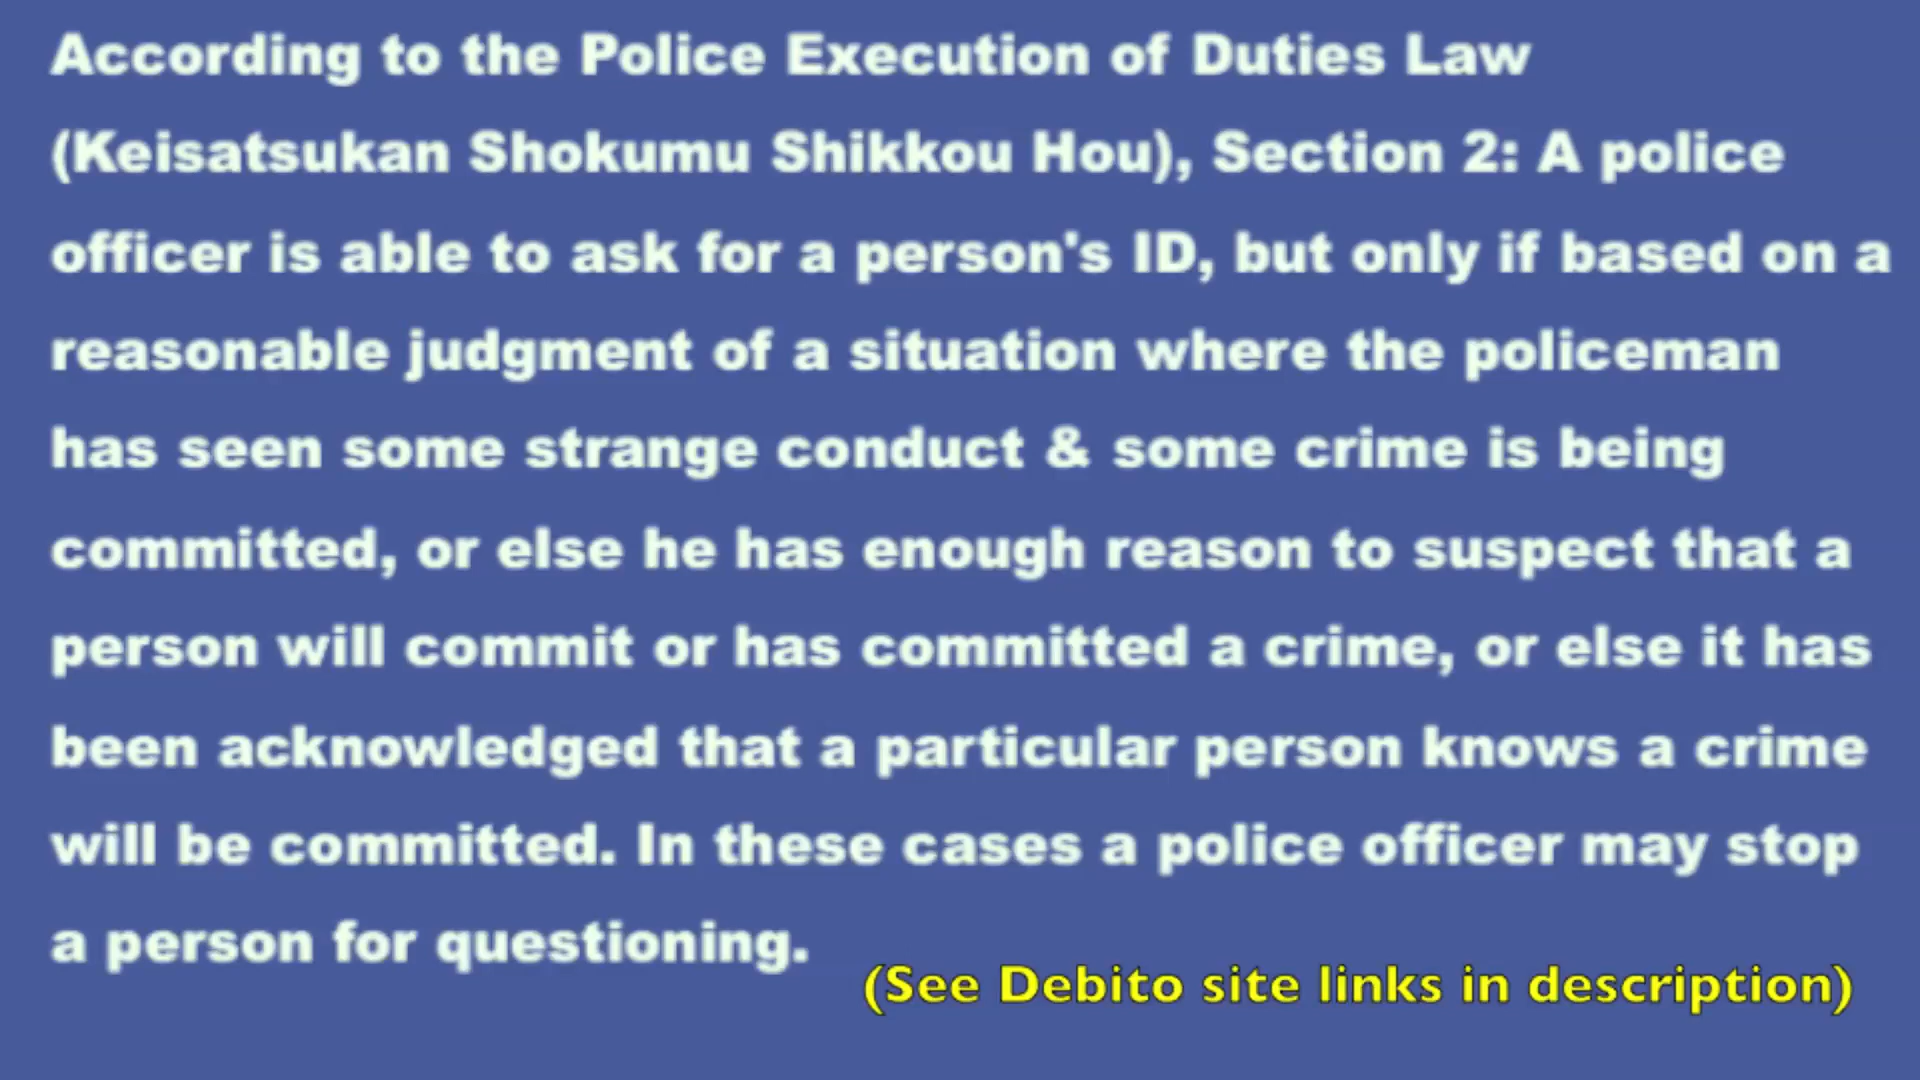 According to the Police Execution of Duties Law
(Keisatsukan Shokumu Shikkou Hou), Section 2: A police
officer is able to ask for a person's ID, but only if based on a
reasonable judgment of a situation where the policeman
has seen some strange conduct & some crime is being
committed, or else he has enough reason to suspect that a
person will commit or has committed a crime, or else it has
been acknowledged that a particular person knows a crime
will be committed. In these cases a police officer may stop
a person for questioning.
(See Debito site links in description)